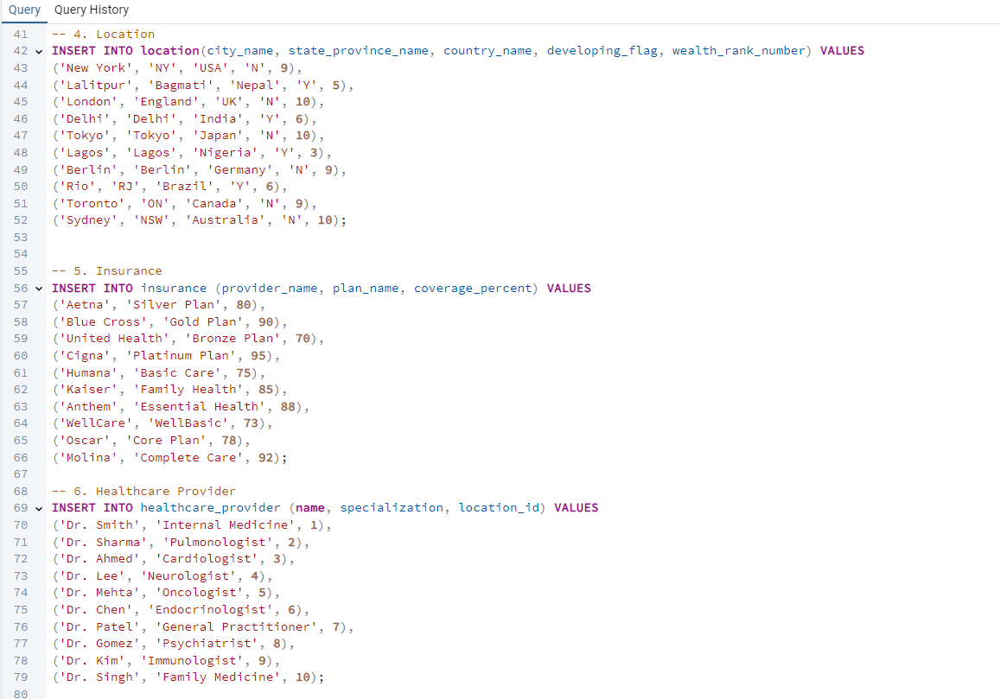 Query Query History
41 -- 4. Location
42 INSERT INTO location(city_name, state_province_name, country_name, developing_flag, wealth_rank_number) VALUES
43 ('New York', 'NY', 'USA', 'N', 9),
44 ('Lalitpur', 'Bagmati', 'Nepal', 'Y', 5),
45 ('London', 'England', 'UK', 'N', 10),
46 ('Delhi', 'Delhi', 'India', 'Y', 6),
47 ('Tokyo', 'Tokyo', 'Japan', 'N', 10),
48 ('Lagos', 'Lagos', 'Nigeria', 'Y', 3),
49 ('Berlin', 'Berlin', 'Germany', 'N', 9),
50 ('Rio', 'RJ', 'Brazil', 'Y', 6),
51 ('Toronto', 'ON', 'Canada', 'N', 9),
52 ('Sydney', 'NSW', 'Australia', 'N', 10);
53
54
55 -- 5. Insurance
56 INSERT INTO insurance (provider_name, plan_name, coverage_percent) VALUES
57 ('Aetna', 'Silver Plan', 80),
58 ('Blue Cross', 'Gold Plan', 90),
59 ('United Health', 'Bronze Plan', 70),
60 ('Cigna', 'Platinum Plan', 95),
61 ('Humana', 'Basic Care', 75),
62 ('Kaiser', 'Family Health', 85),
63 ('Anthem', 'Essential Health', 88),
64 ('WellCare', 'WellBasic', 73),
65 ('Oscar', 'Core Plan', 78),
66 ('Molina', 'Complete Care', 92);
67
68 -- 6. Healthcare Provider
69 INSERT INTO healthcare_provider (name, specialization, location_id) VALUES
70 ('Dr. Smith', 'Internal Medicine', 1),
71 ('Dr. Sharma', 'Pulmonologist', 2),
72 ('Dr. Ahmed', 'Cardiologist', 3),
73 ('Dr. Lee', 'Neurologist', 4),
74 ('Dr. Mehta', 'Oncologist', 5),
75 ('Dr. Chen', 'Endocrinologist', 6),
76 ('Dr. Patel', 'General Practitioner', 7),
77 ('Dr. Gomez', 'Psychiatrist', 8),
78 ('Dr. Kim', 'Immunologist', 9),
79 ('Dr. Singh', 'Family Medicine', 10);
80